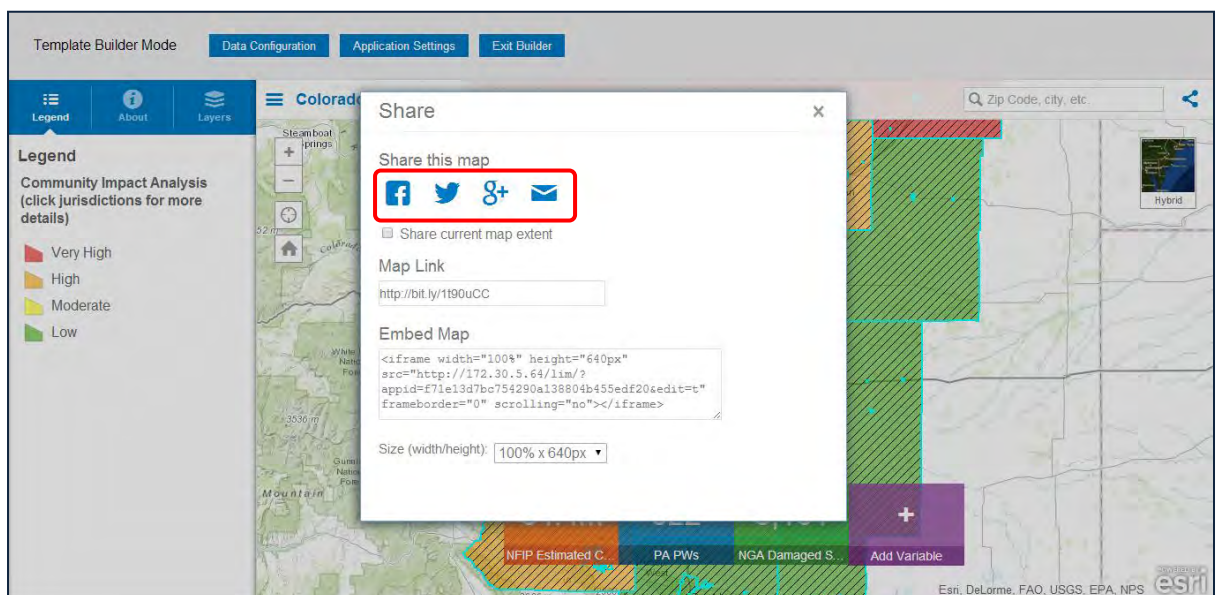 Template Builder Mode
Data Configuration
Application Settings
Exit Builder
Legend
About
Layers
Colorado
Zip Code, city, etc.
Legend
Community Impact Analysis
(click jurisdictions for more
details)
Very High
High
Moderate
Low
Steamboat
Springs
Hybrid
Share
×
Share this map
Share current map extent
Map Link
http://bit.ly/1t90uCC
Embed Map
<iframe width="100%" height="640px"
src="http://172.30.5.64/lim/?
appid=f71e13d7bc754290a138804b455edf20&edit=t"
frameborder="0" scrolling="no"></iframe>
Size (width/height):
100% x 640px
3536 m
Mountain
NFIP Estimated C...
PA PWs
NGA Damaged S...
+
Add Variable
Esri, DeLorme, FAO, USGS, EPA, NPS
esri